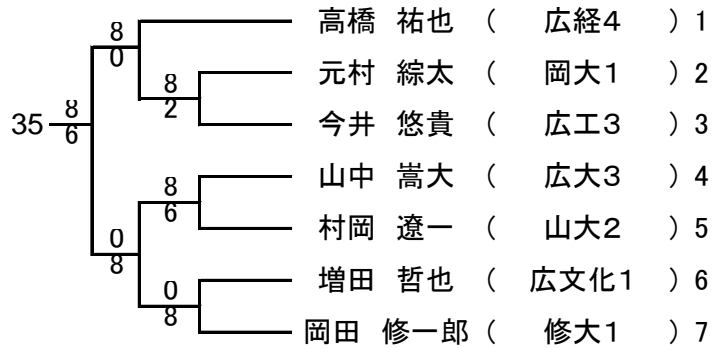 8
0
高橋 祐也 ( 広経4 ) 1
8
2
元村 綜太 ( 岡大1 ) 2
今井 悠貴 ( 広工3 ) 3
35
8
6
山中 嵩大 ( 広大3 ) 4
8
6
村岡 遼一 ( 山大2 ) 5
0
8
増田 哲也 ( 広文化1 ) 6
0
8
岡田 修一郎 ( 修大1 ) 7